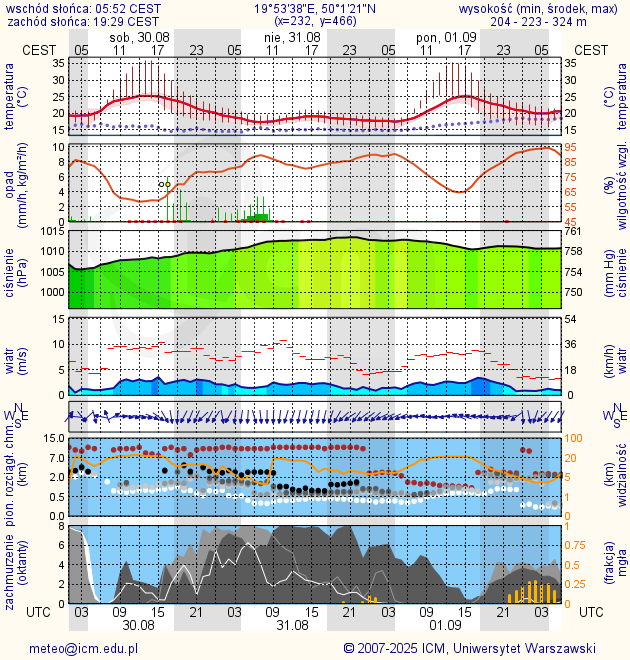 wschód słońca: 05:52 CEST 19°53'38"E, 50°1'21"N wysokość (min, środek, max)
zachód słońca: 19:29 CEST (x=232, y=466) 204 - 223 - 324 m
sob, 30.08 nie, 31.08 pon, 01.09
CEST 05 11 17 23 05 11 17 23 05 11 17 23 05 CEST
temperatura
(°C)
35
30
25
20
15
35
30
25
20
15
temperatura
(°C)
opad
(mm/h, kg/m²/h)
10
8
6
4
2
0
95
85
75
65
55
45
(%)
wilgotność wzgl.
ciśnienie
(hPa)
1015
1010
1005
1000
761
758
754
750
(mm Hg)
ciśnienie
wiatr
(m/s)
15
10
5
0
54
36
18
0
(km/h)
wiatr
N
W E
S
N
W E
S
pion. rozciągł. chm.
(km)
15.0
7.0
2.0
0.5
0.0
100
20
5
1
0
(km)
widzialność
zachmurzenie
(oktanty)
8
6
4
2
0
1
0.75
0.5
0.25
0
(frakcja)
mgła
UTC 03 09 15 21 03 09 15 21 03 09 15 21 03 UTC
30.08 31.08 01.09
meteo@icm.edu.pl © 2007-2025 ICM, Uniwersytet Warszawski